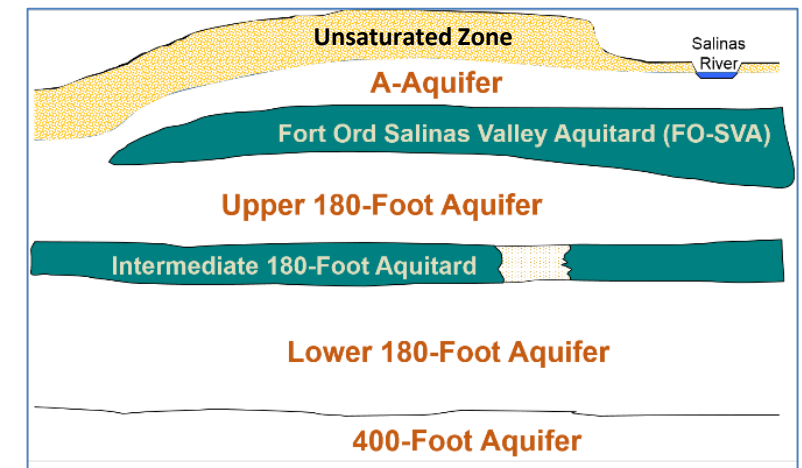 Unsaturated Zone
Salinas
River
A-Aquifer
Fort Ord Salinas Valley Aquitard (FO-SVA)
Upper 180-Foot Aquifer
Intermediate 180-Foot Aquitard
Lower 180-Foot Aquifer
400-Foot Aquifer